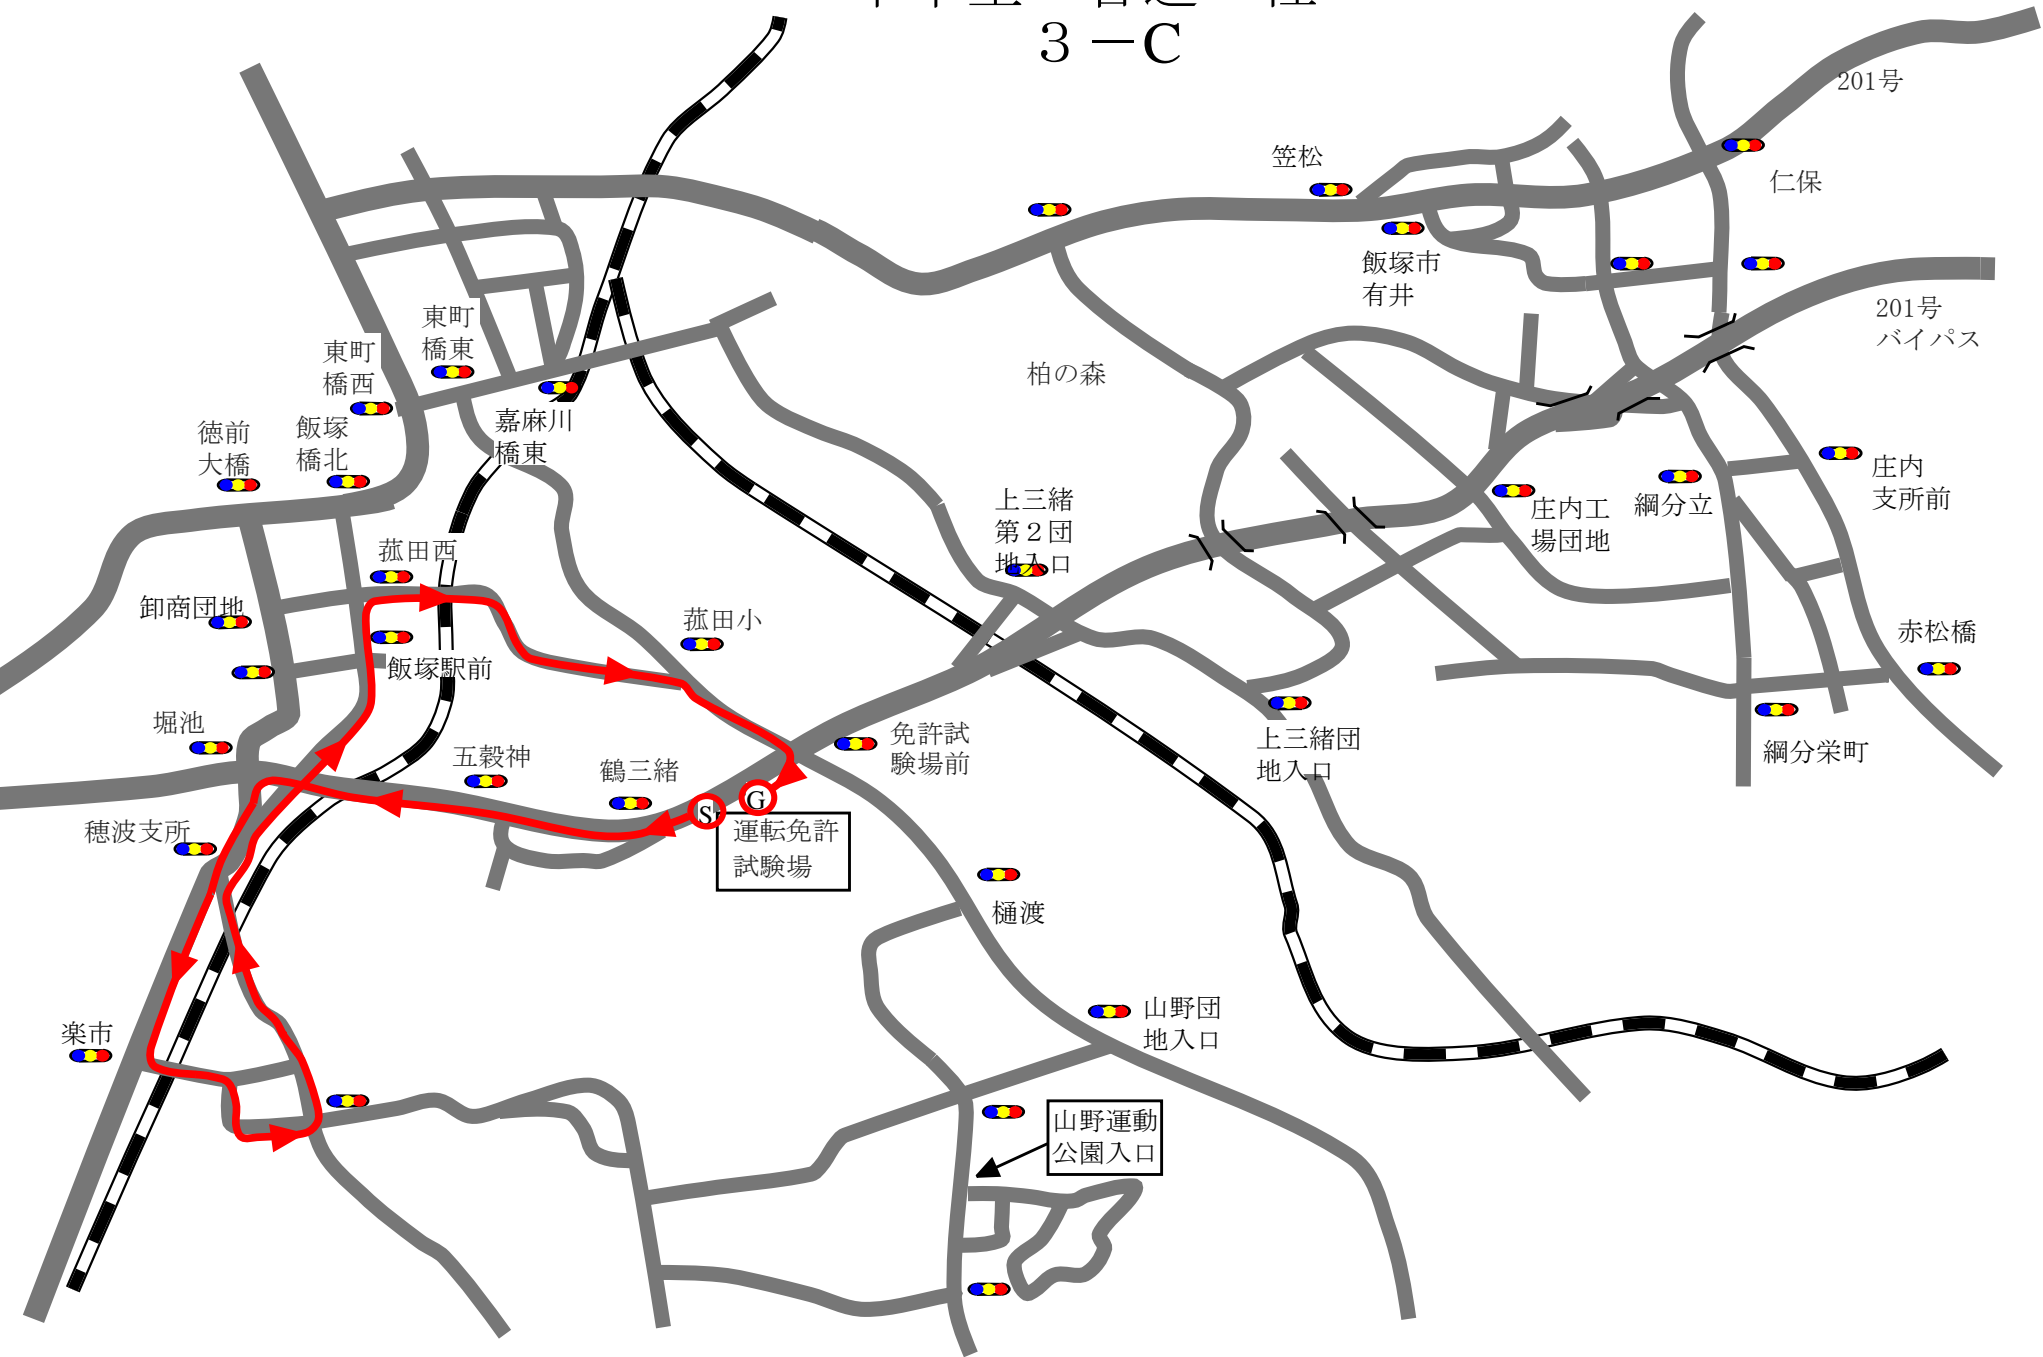 ３－C
201号
笠松
仁保
飯塚市
有井
201号
バイパス
東町
橋東
東町
橋西
柏の森
嘉麻川
橋東
徳前
大橋
飯塚
橋北
庄内
支所前
上三緒
第２団
地入口
庄内工
場団地
綱分立
菰田西
卸商団地
菰田小
赤松橋
飯塚駅前
堀池
五穀神
鶴三緒
免許試
験場前
上三緒団
地入口
綱分栄町
S
G
穂波支所
運転免許
試験場
樋渡
山野団
地入口
楽市
山野運動
公園入口